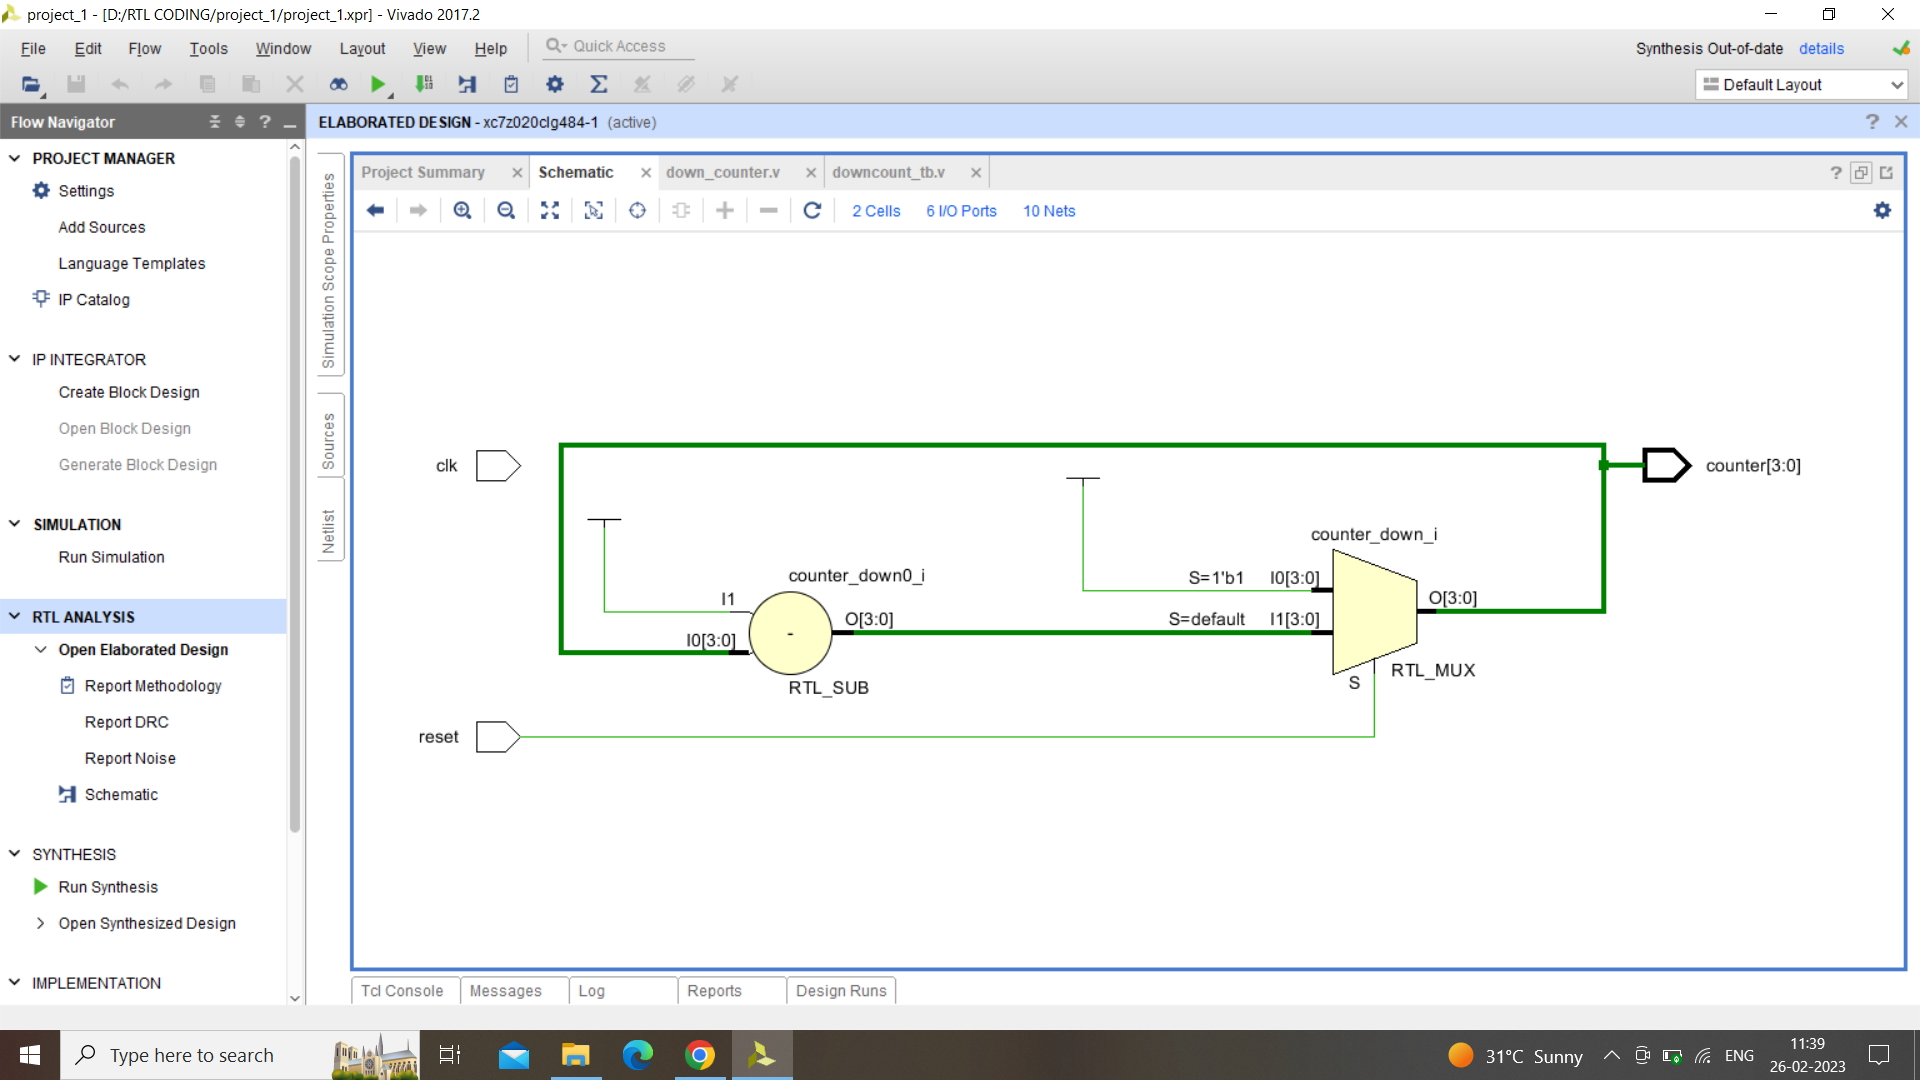 project_1 - [D:/RTL CODING/project_1/project_1.xpr] - Vivado 2017.2
File Edit Flow Tools Window Layout View Help Quick Access
Synthesis Out-of-date details
Default Layout
Flow Navigator
ELABORATED DESIGN - xc7z020clg484-1 (active)
PROJECT MANAGER
Settings
Add Sources
Language Templates
IP Catalog
IP INTEGRATOR
Create Block Design
Open Block Design
Generate Block Design
SIMULATION
Run Simulation
RTL ANALYSIS
Open Elaborated Design
Report Methodology
Report DRC
Report Noise
Schematic
SYNTHESIS
Run Synthesis
Open Synthesized Design
IMPLEMENTATION
Simulation Scope Properties
Sources
Netlist
Project Summary Schematic down_counter.v downcount_tb.v
2 Cells 6 I/O Ports 10 Nets
clk
counter[3:0]
counter_down_i
counter_down0_i
S=1'b1 I0[3:0]
I1
O[3:0]
O[3:0]
S=default I1[3:0]
I0[3:0]
-
RTL_MUX
S
RTL_SUB
reset
Tcl Console Messages Log Reports Design Runs
Type here to search
31°C Sunny
ENG
11:39
26-02-2023